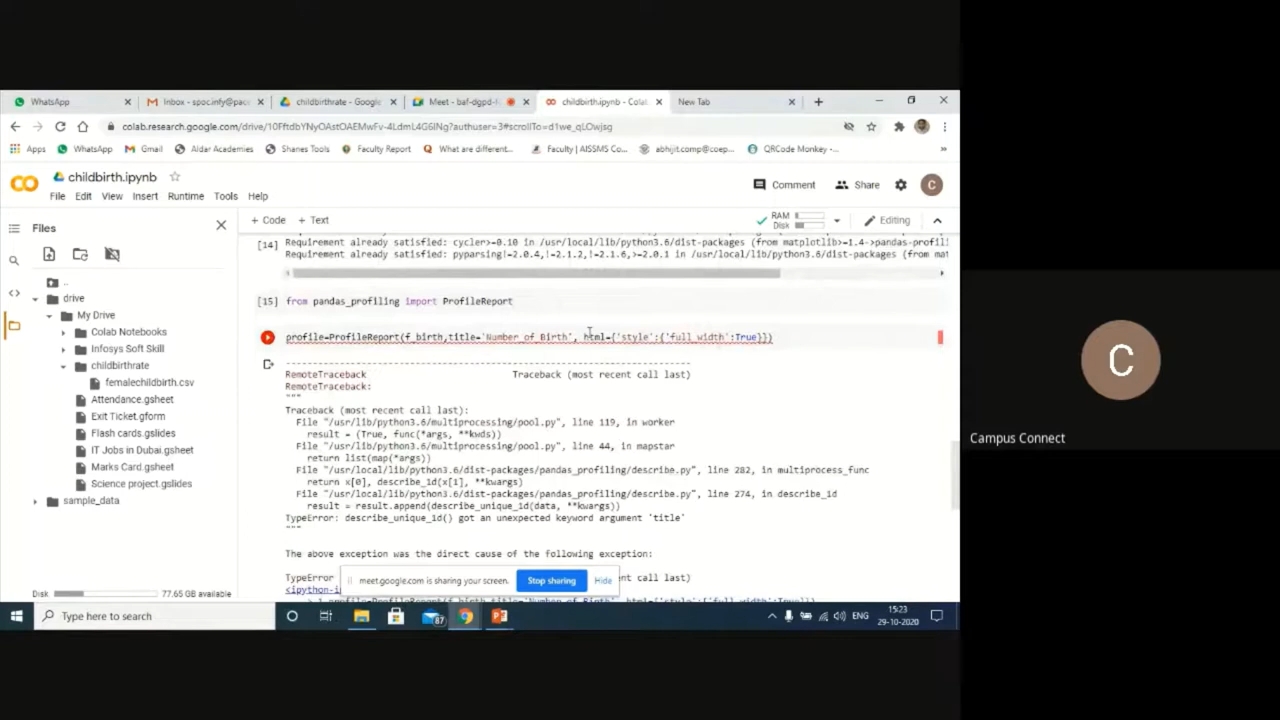 WhatsApp
Inbox - spoc.infy@pac
childbirthrate - Google
Meet - baf-dgpd-f
childbirth.ipynb - Colab
New Tab
colab.research.google.com/drive/
?authuser=3#scrollTo=d1we_qLOwjsg
Apps WhatsApp Gmail Aldar Academies Shanes Tools Faculty Report What are different... Faculty | AISSMS Co... abhijit.comp@coep... QRCode Monkey -... »
childbirth.ipynb
Comment Share C
File Edit View Insert Runtime Tools Help
Files
+ Code + Text
RAM
Disk
Editing
[14] Requirement already satisfied: cycler>=0.10 in /usr/local/lib/python3.6/dist-packages (from matplotlib>=1.4->pandas-profili
Requirement already satisfied: pyparsing!=2.0.4,!=2.1.2,!=2.1.6,>=2.0.1 in /usr/local/lib/python3.6/dist-packages (from mat
..
drive
My Drive
Colab Notebooks
Infosys Soft Skill
childbirthrate
femalechildbirth.csv
Attendance.gsheet
Exit Ticket.gform
Flash cards.gslides
IT Jobs in Dubai.gsheet
Marks Card.gsheet
Science project.gslides
sample_data
[15] from pandas_profiling import ProfileReport
profile=ProfileReport(f_birth,title='Number_of_Birth', html={'style':{'full_width':True}})
---------------------------------------------------------------------------
RemoteTraceback Traceback (most recent call last)
RemoteTraceback:
"""
Traceback (most recent call last):
File "/usr/lib/python3.6/multiprocessing/pool.py", line 119, in worker
result = (True, func(*args, **kwds))
File "/usr/lib/python3.6/multiprocessing/pool.py", line 44, in mapstar
return list(map(*args))
File "/usr/local/lib/python3.6/dist-packages/pandas_profiling/describe.py", line 282, in multiprocess_func
return x[0], describe_1d(x[1], **kwargs)
File "/usr/local/lib/python3.6/dist-packages/pandas_profiling/describe.py", line 274, in describe_1d
result = result.append(describe_unique_1d(data, **kwargs))
TypeError: describe_unique_1d() got an unexpected keyword argument 'title'
"""
The above exception was the direct cause of the following exception:
TypeError
nt call last)
<ipython-i
profile=ProfileReport(f_birth,title='Number_of_Birth', html={'style':{'full_width':True}})
meet.google.com is sharing your screen. Stop sharing Hide
Disk 77.65 GB available
Type here to search
87
ENG
15:23
29-10-2020
C
Campus Connect